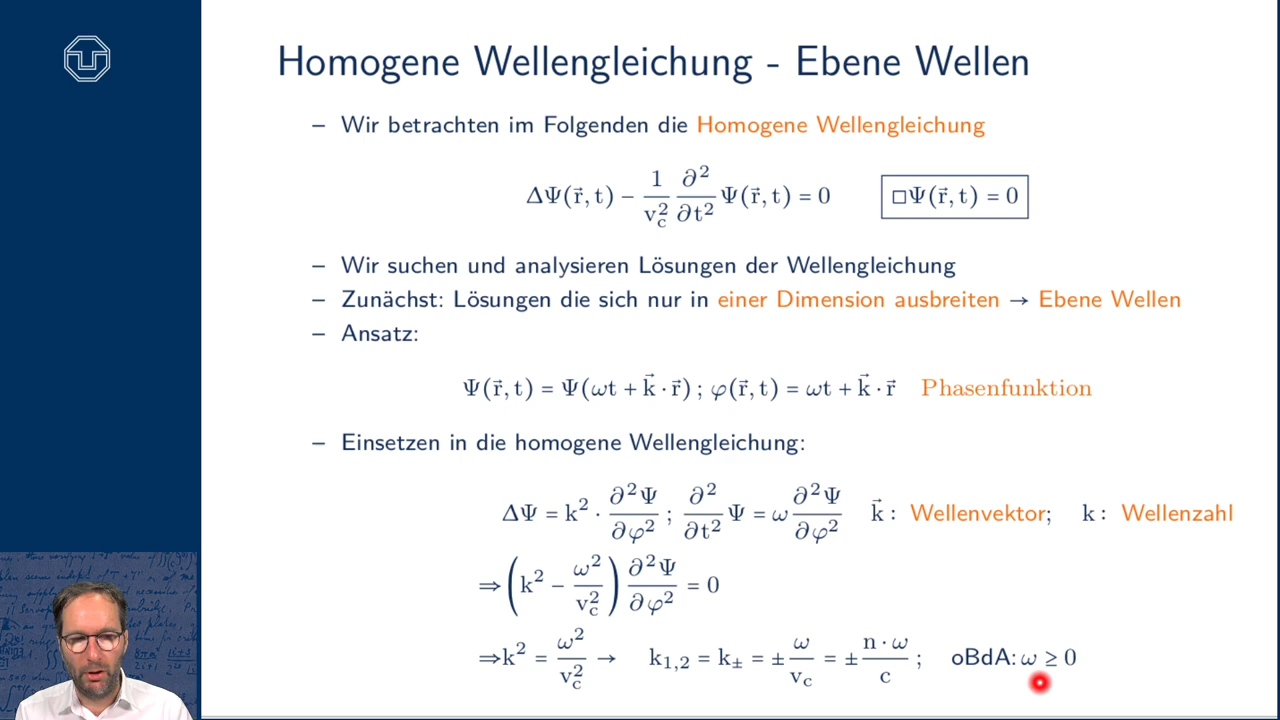 Homogene Wellengleichung - Ebene Wellen
– Wir betrachten im Folgenden die Homogene Wellengleichung
ΔΨ(r⃗, t) − 1/v_c² ∂²/∂t² Ψ(r⃗, t) = 0 □Ψ(r⃗, t) = 0
– Wir suchen und analysieren Lösungen der Wellengleichung
– Zunächst: Lösungen die sich nur in einer Dimension ausbreiten → Ebene Wellen
– Ansatz:
Ψ(r⃗, t) = Ψ(ωt + k⃗ · r⃗) ; φ(r⃗, t) = ωt + k⃗ · r⃗ Phasenfunktion
– Einsetzen in die homogene Wellengleichung:
ΔΨ = k² · ∂²Ψ/∂φ² ; ∂²/∂t² Ψ = ω ∂²Ψ/∂φ² k⃗ : Wellenvektor; k : Wellenzahl
⇒ (k² − ω²/v_c²) ∂²Ψ/∂φ² = 0
⇒k² = ω²/v_c² → k₁,₂ = k± = ± ω/v_c = ± n · ω/c ; oBdA: ω ≥ 0